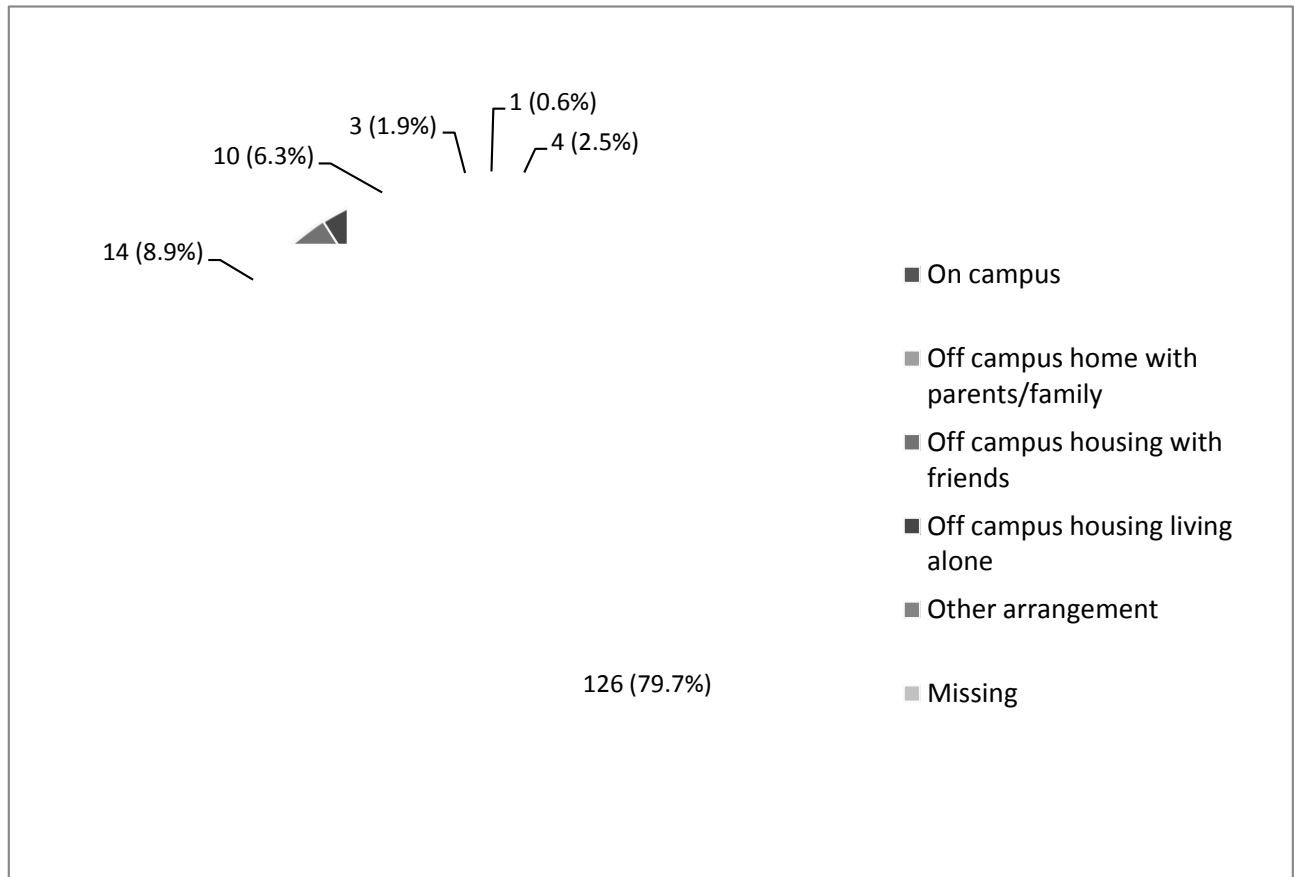 1 (0.6%)
3 (1.9%)
4 (2.5%)
10 (6.3%)
14 (8.9%)
On campus
Off campus home with
parents/family
Off campus housing with
friends
Off campus housing living
alone
Other arrangement
126 (79.7%)
Missing